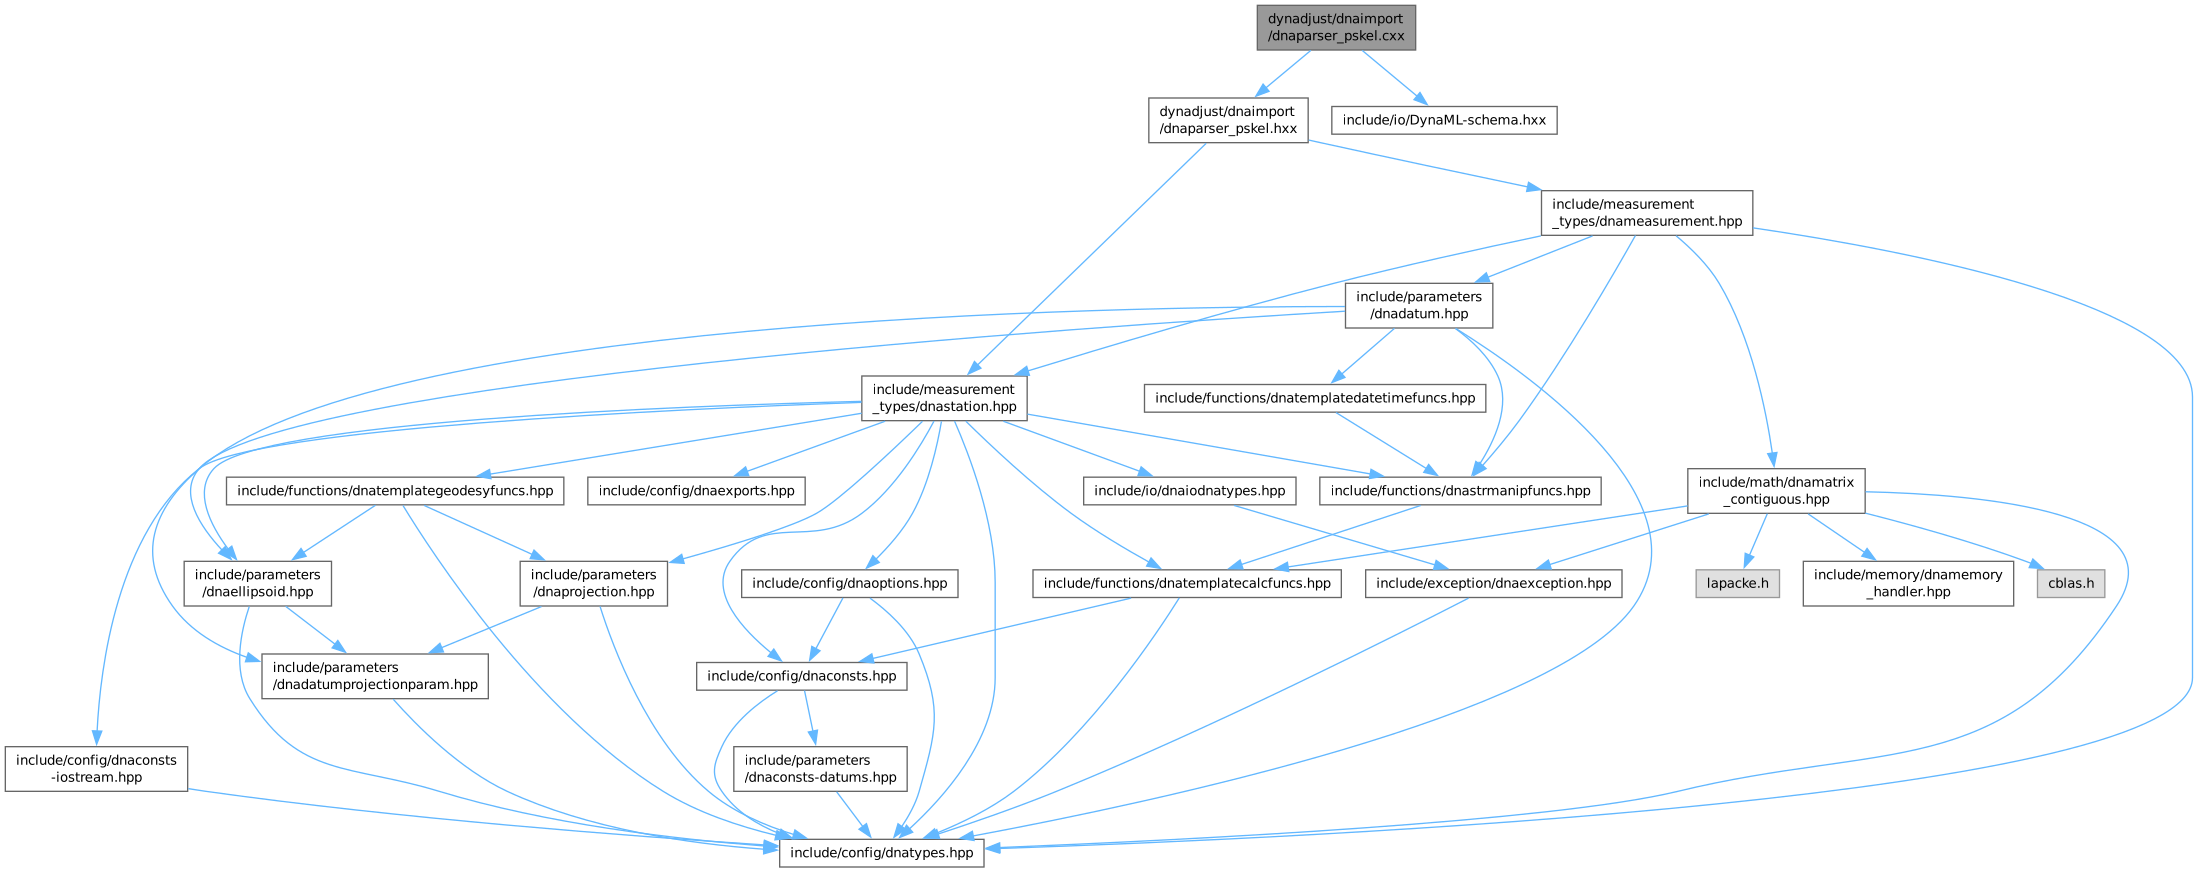 dynadjust/dnaimport
/dnaparser_pskel.cxx
dynadjust/dnaimport
/dnaparser_pskel.hxx
include/io/DynaML-schema.hxx
include/measurement
_types/dnameasurement.hpp
include/parameters
/dnadatum.hpp
include/measurement
_types/dnastation.hpp
include/functions/dnatemplatedatetimefuncs.hpp
include/functions/dnatemplategeodesyfuncs.hpp
include/config/dnaexports.hpp
include/io/dnaiodnatypes.hpp
include/functions/dnastrmanipfuncs.hpp
include/math/dnamatrix
_contiguous.hpp
include/parameters
/dnaellipsoid.hpp
include/parameters
/dnaprojection.hpp
include/config/dnaoptions.hpp
include/functions/dnatemplatecalcfuncs.hpp
include/exception/dnaexception.hpp
lapacke.h
include/memory/dnamemory
_handler.hpp
cblas.h
include/parameters
/dnadatumprojectionparam.hpp
include/config/dnaconsts.hpp
include/config/dnaconsts
-iostream.hpp
include/parameters
/dnaconsts-datums.hpp
include/config/dnatypes.hpp